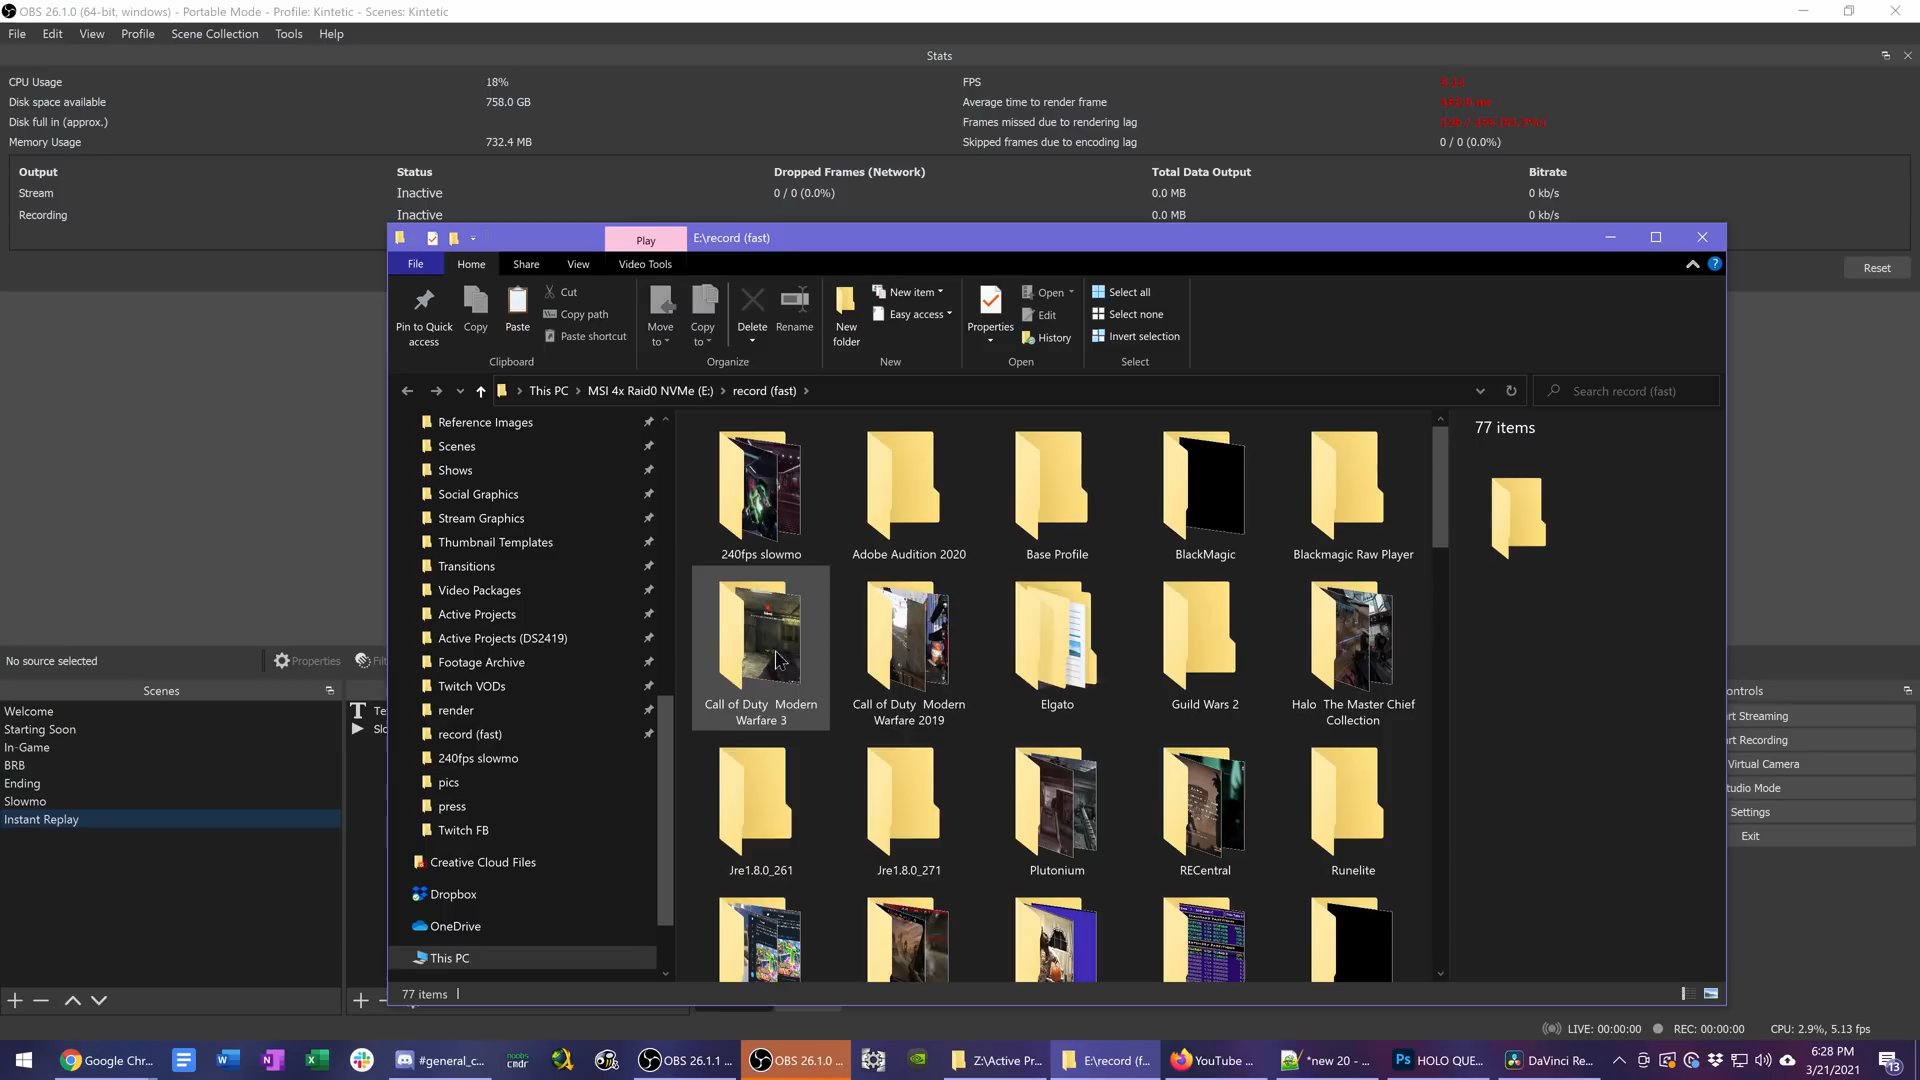 OBS 26.1.0 (64-bit, windows) - Portable Mode - Profile: Kintetic - Scenes: Kintetic
File Edit View Profile Scene Collection Tools Help
Stats
CPU Usage 18% FPS
Disk space available 758.0 GB Average time to render frame
Disk full in (approx.) Frames missed due to rendering lag
Memory Usage 732.4 MB Skipped frames due to encoding lag 0 / 0 (0.0%)
Output Status Dropped Frames (Network) Total Data Output Bitrate
Stream Inactive 0 / 0 (0.0%) 0.0 MB 0 kb/s
Recording Inactive 0.0 MB 0 kb/s
Reset
Play E:\record (fast)
File Home Share View Video Tools
Pin to Quick access
Copy
Paste
Cut
Copy path
Paste shortcut
Clipboard
Move to
Copy to
Delete
Rename
Organize
New folder
New item
Easy access
New
Properties
Open
Edit
History
Open
Select all
Select none
Invert selection
Select
This PC > MSI 4x Raid0 NVMe (E:) > record (fast) >
Search record (fast)
Reference Images
Scenes
Shows
Social Graphics
Stream Graphics
Thumbnail Templates
Transitions
Video Packages
Active Projects
Active Projects (DS2419)
Footage Archive
Twitch VODs
render
record (fast)
240fps slowmo
pics
press
Twitch FB
Creative Cloud Files
Dropbox
OneDrive
This PC
240fps slowmo
Adobe Audition 2020
Base Profile
BlackMagic
Blackmagic Raw Player
Call of Duty Modern
Warfare 3
Call of Duty Modern
Warfare 2019
Elgato
Guild Wars 2
Halo The Master Chief
Collection
Jre1.8.0_261
Jre1.8.0_271
Plutonium
RECentral
Runelite
77 items
77 items
No source selected
Properties
Filt
Scenes
Welcome
Starting Soon
In-Game
BRB
Ending
Slowmo
Instant Replay
Te
Slo
ontrols
rt Streaming
rt Recording
Virtual Camera
tudio Mode
Settings
Exit
LIVE: 00:00:00 REC: 00:00:00 CPU: 2.9%, 5.13 fps
Google Chr...
#general_c...
noobs
cmdr
OBS 26.1.1 ...
OBS 26.1.0 ...
Z:\Active Pr...
E:\record (f...
YouTube ...
*new 20 - ...
HOLO QUE...
DaVinci Re...
6:28 PM
3/21/2021
13